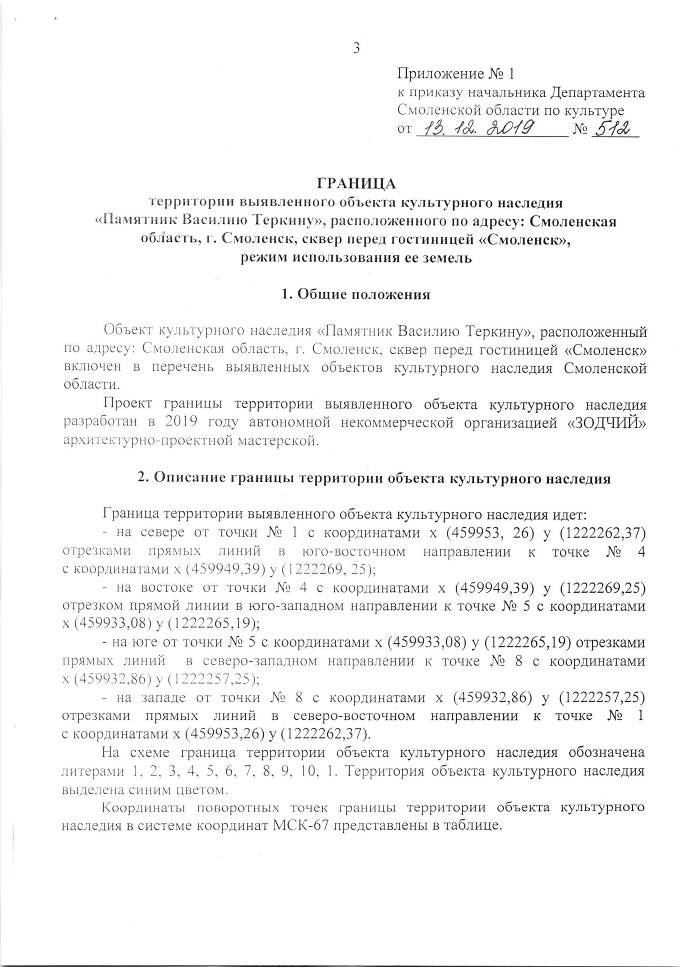 3
Приложение № 1
к приказу начальника Департамента
Смоленской области по культуре
от 13.12.2019 № 512
ГРАНИЦА
территории выявленного объекта культурного наследия
«Памятник Василию Теркину», расположенного по адресу: Смоленская
область, г. Смоленск, сквер перед гостиницей «Смоленск»,
режим использования ее земель
1. Общие положения
Объект культурного наследия «Памятник Василию Теркину», расположенный
по адресу: Смоленская область, г. Смоленск, сквер перед гостиницей «Смоленск»
включен в перечень выявленных объектов культурного наследия Смоленской
области.
Проект границы территории выявленного объекта культурного наследия
разработан в 2019 году автономной некоммерческой организацией «ЗОДЧИЙ»
архитектурно-проектной мастерской.
2. Описание границы территории объекта культурного наследия
Граница территории выявленного объекта культурного наследия идет:
- на севере от точки № 1 с координатами х (459953, 26) у (1222262,37)
отрезками прямых линий в юго-восточном направлении к точке № 4
с координатами х (459949,39) у (1222269, 25);
- на востоке от точки № 4 с координатами х (459949,39) у (1222269,25)
отрезком прямой линии в юго-западном направлении к точке № 5 с координатами
х (459933,08) у (1222265,19);
- на юге от точки № 5 с координатами х (459933,08) у (1222265,19) отрезками
прямых линий в северо-западном направлении к точке № 8 с координатами
х (459932,86) у (1222257,25);
- на западе от точки № 8 с координатами х (459932,86) у (1222257,25)
отрезками прямых линий в северо-восточном направлении к точке № 1
с координатами х (459953,26) у (1222262,37).
На схеме граница территории объекта культурного наследия обозначена
литерами 1, 2, 3, 4, 5, 6, 7, 8, 9, 10, 1. Территория объекта культурного наследия
выделена синим цветом.
Координаты поворотных точек границы территории объекта культурного
наследия в системе координат МСК-67 представлены в таблице.